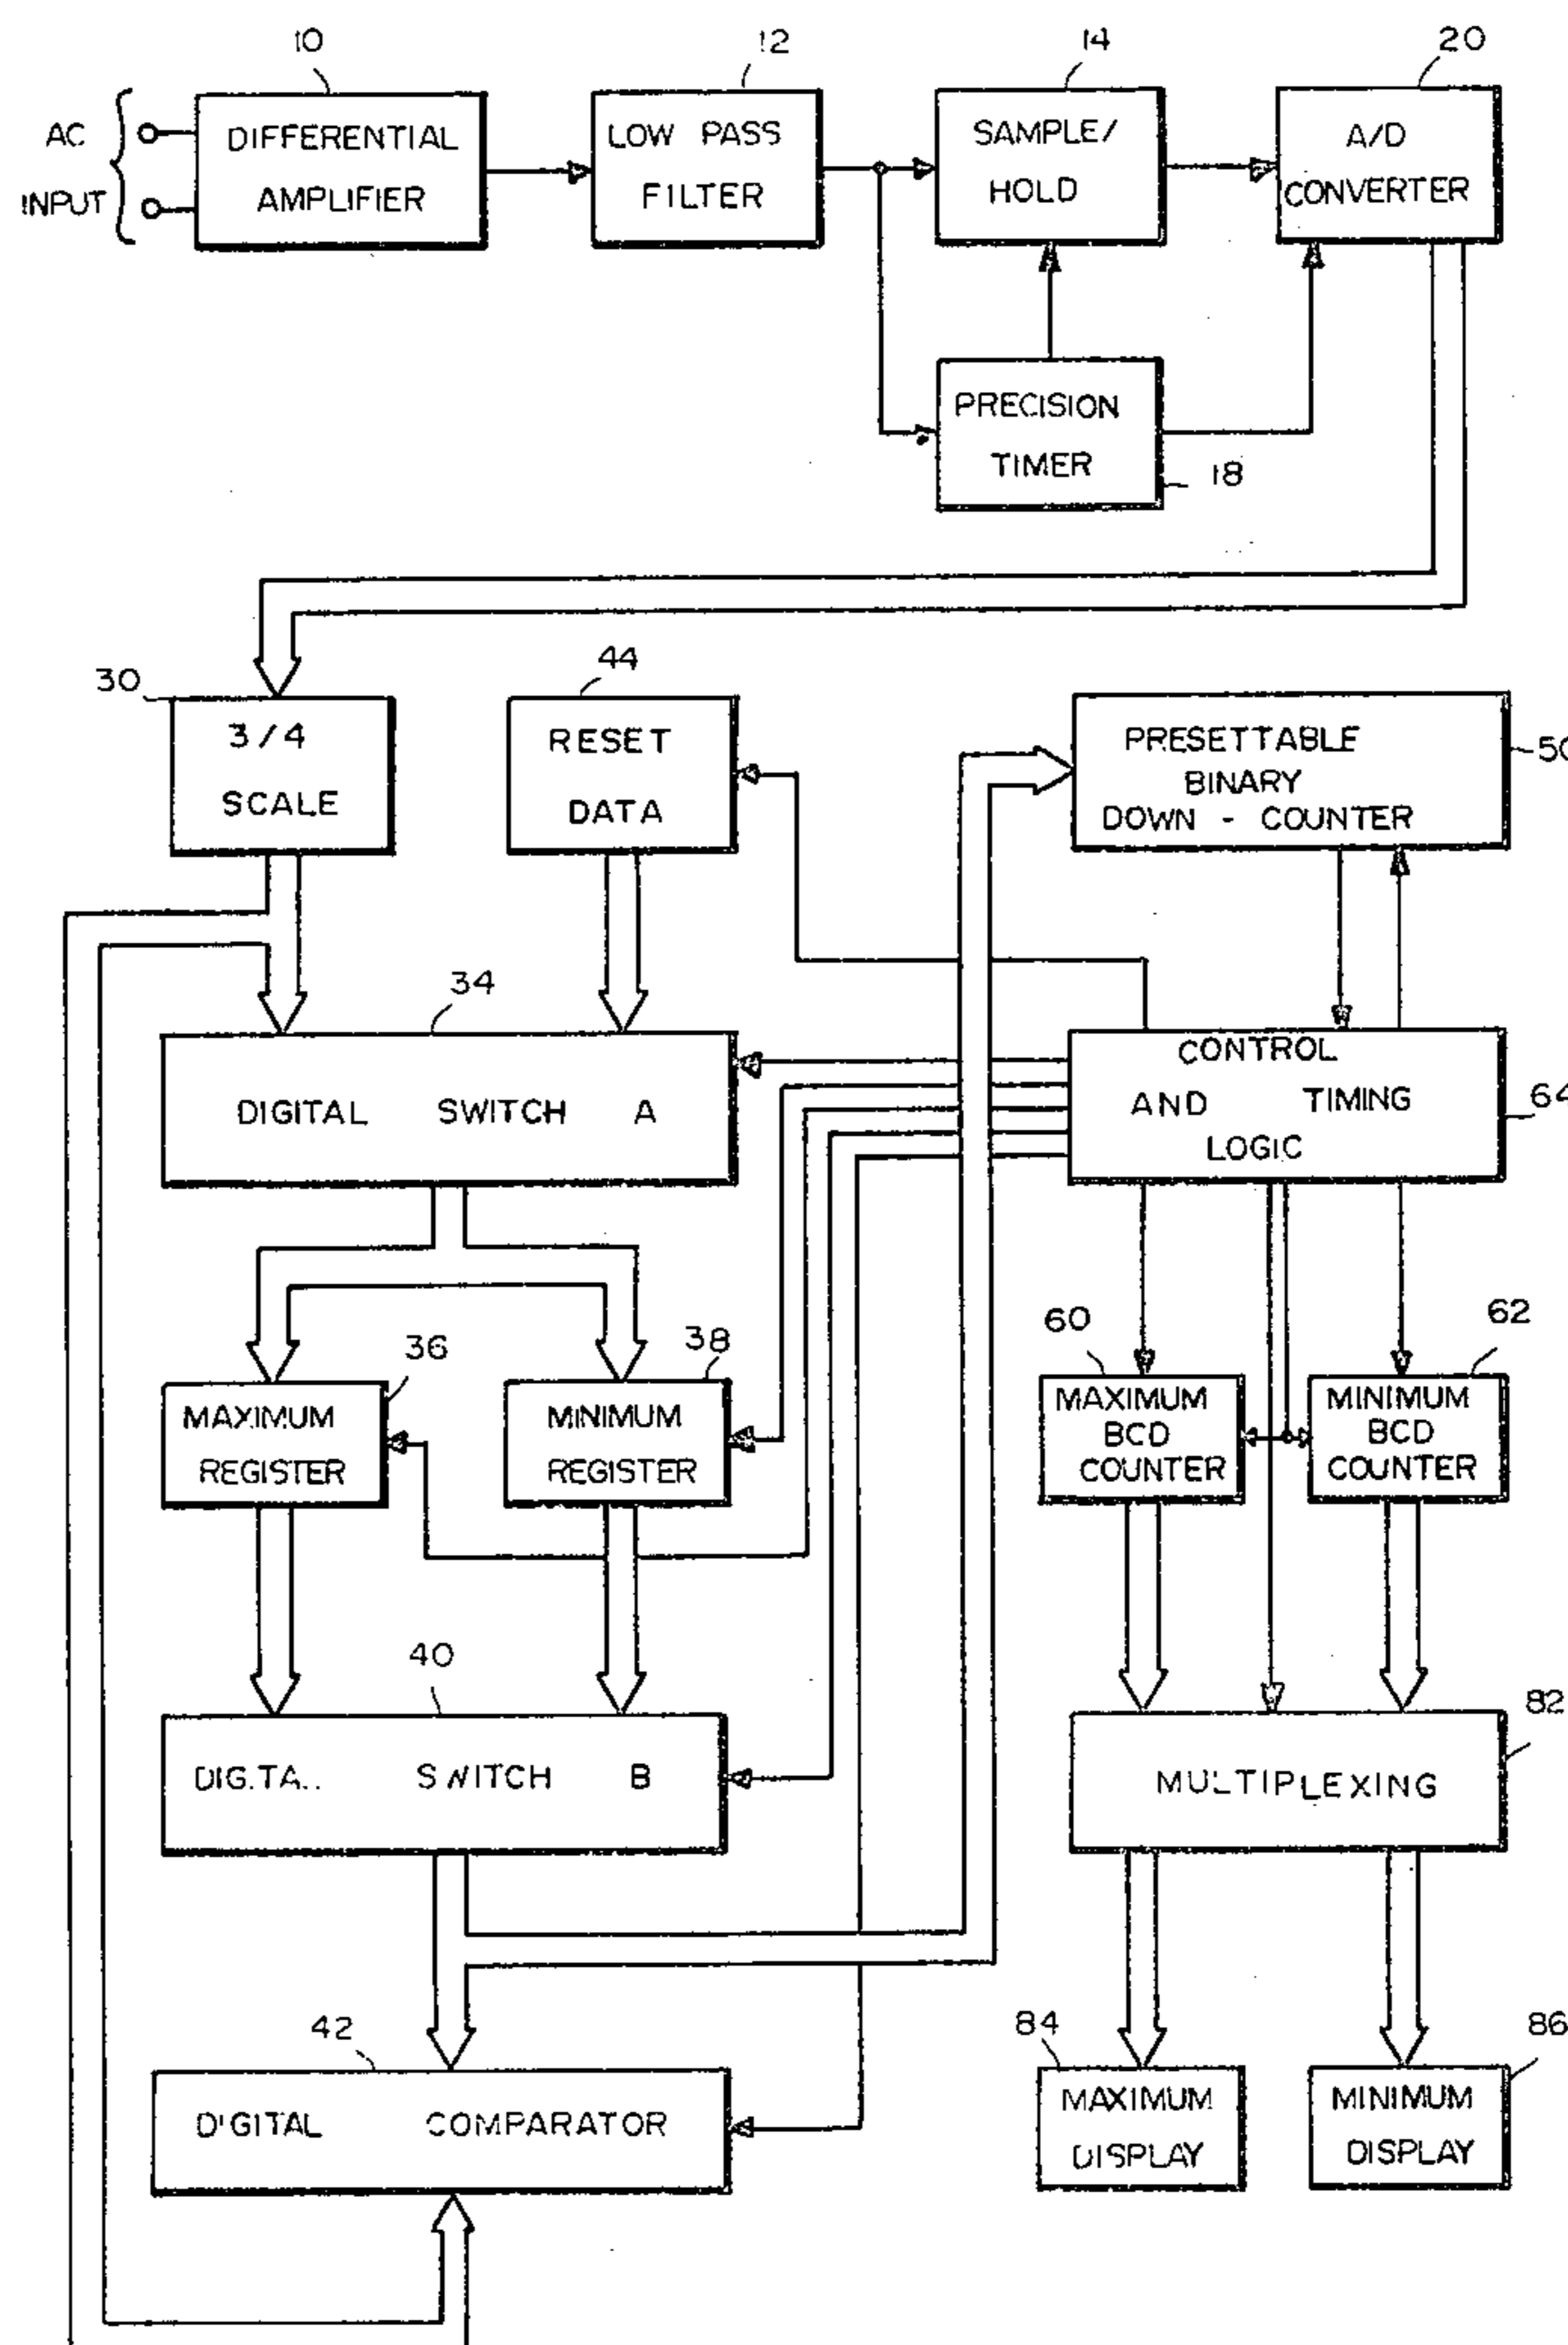 10
12
14
20
AC
INPUT
DIFFERENTIAL
AMPLIFIER
LOW PASS
FILTER
SAMPLE/
HOLD
A/D
CONVERTER
PRECISION
TIMER
18
30
44
3/4
SCALE
RESET
DATA
PRESETTABLE
BINARY
DOWN - COUNTER
34
DIGITAL SWITCH A
CONTROL
AND TIMING
LOGIC
64
36
38
60
62
MAXIMUM
REGISTER
MINIMUM
REGISTER
MAXIMUM
BCD
COUNTER
MINIMUM
BCD
COUNTER
40
82
DIGITAL SWITCH B
MULTIPLEXING
42
84
86
DIGITAL COMPARATOR
MAXIMUM
DISPLAY
MINIMUM
DISPLAY